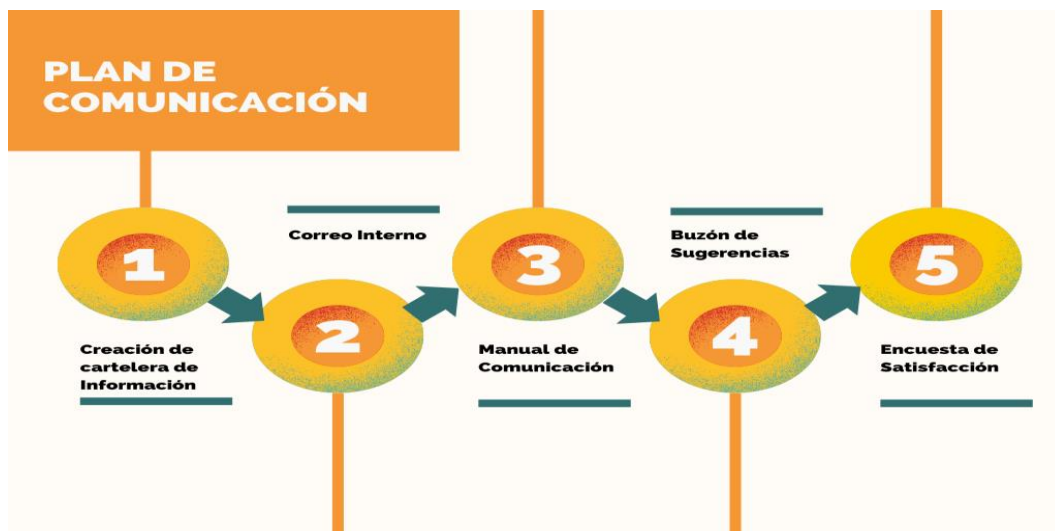 PLAN DE
COMUNICACIÓN
1
Creación de
cartelera de
Información
2
Correo Interno
3
Manual de
Comunicación
4
Buzón de
Sugerencias
5
Encuesta de
Satisfacción